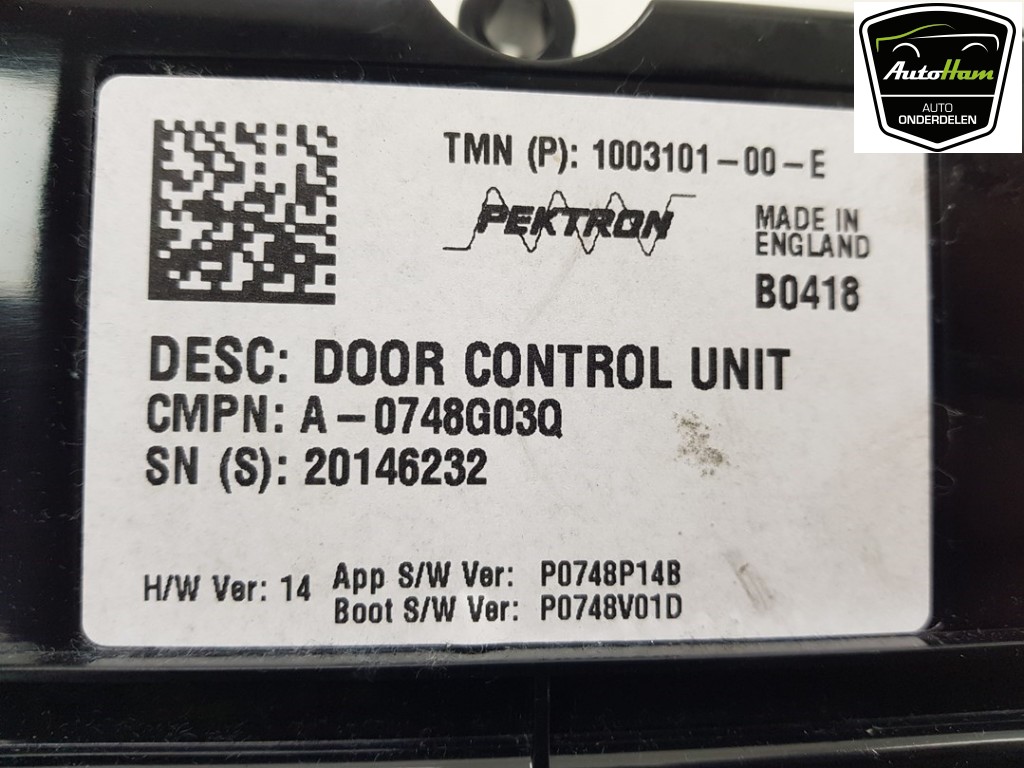 AutoHam
AUTO
ONDERDELEN
TMN (P): 1003101-00-E
PEKTRON
MADE IN
ENGLAND
B0418
DESC: DOOR CONTROL UNIT
CMPN: A-0748G03Q
SN (S): 20146232
H/W Ver: 14
App S/W Ver: P0748P14B
Boot S/W Ver: P0748V01D